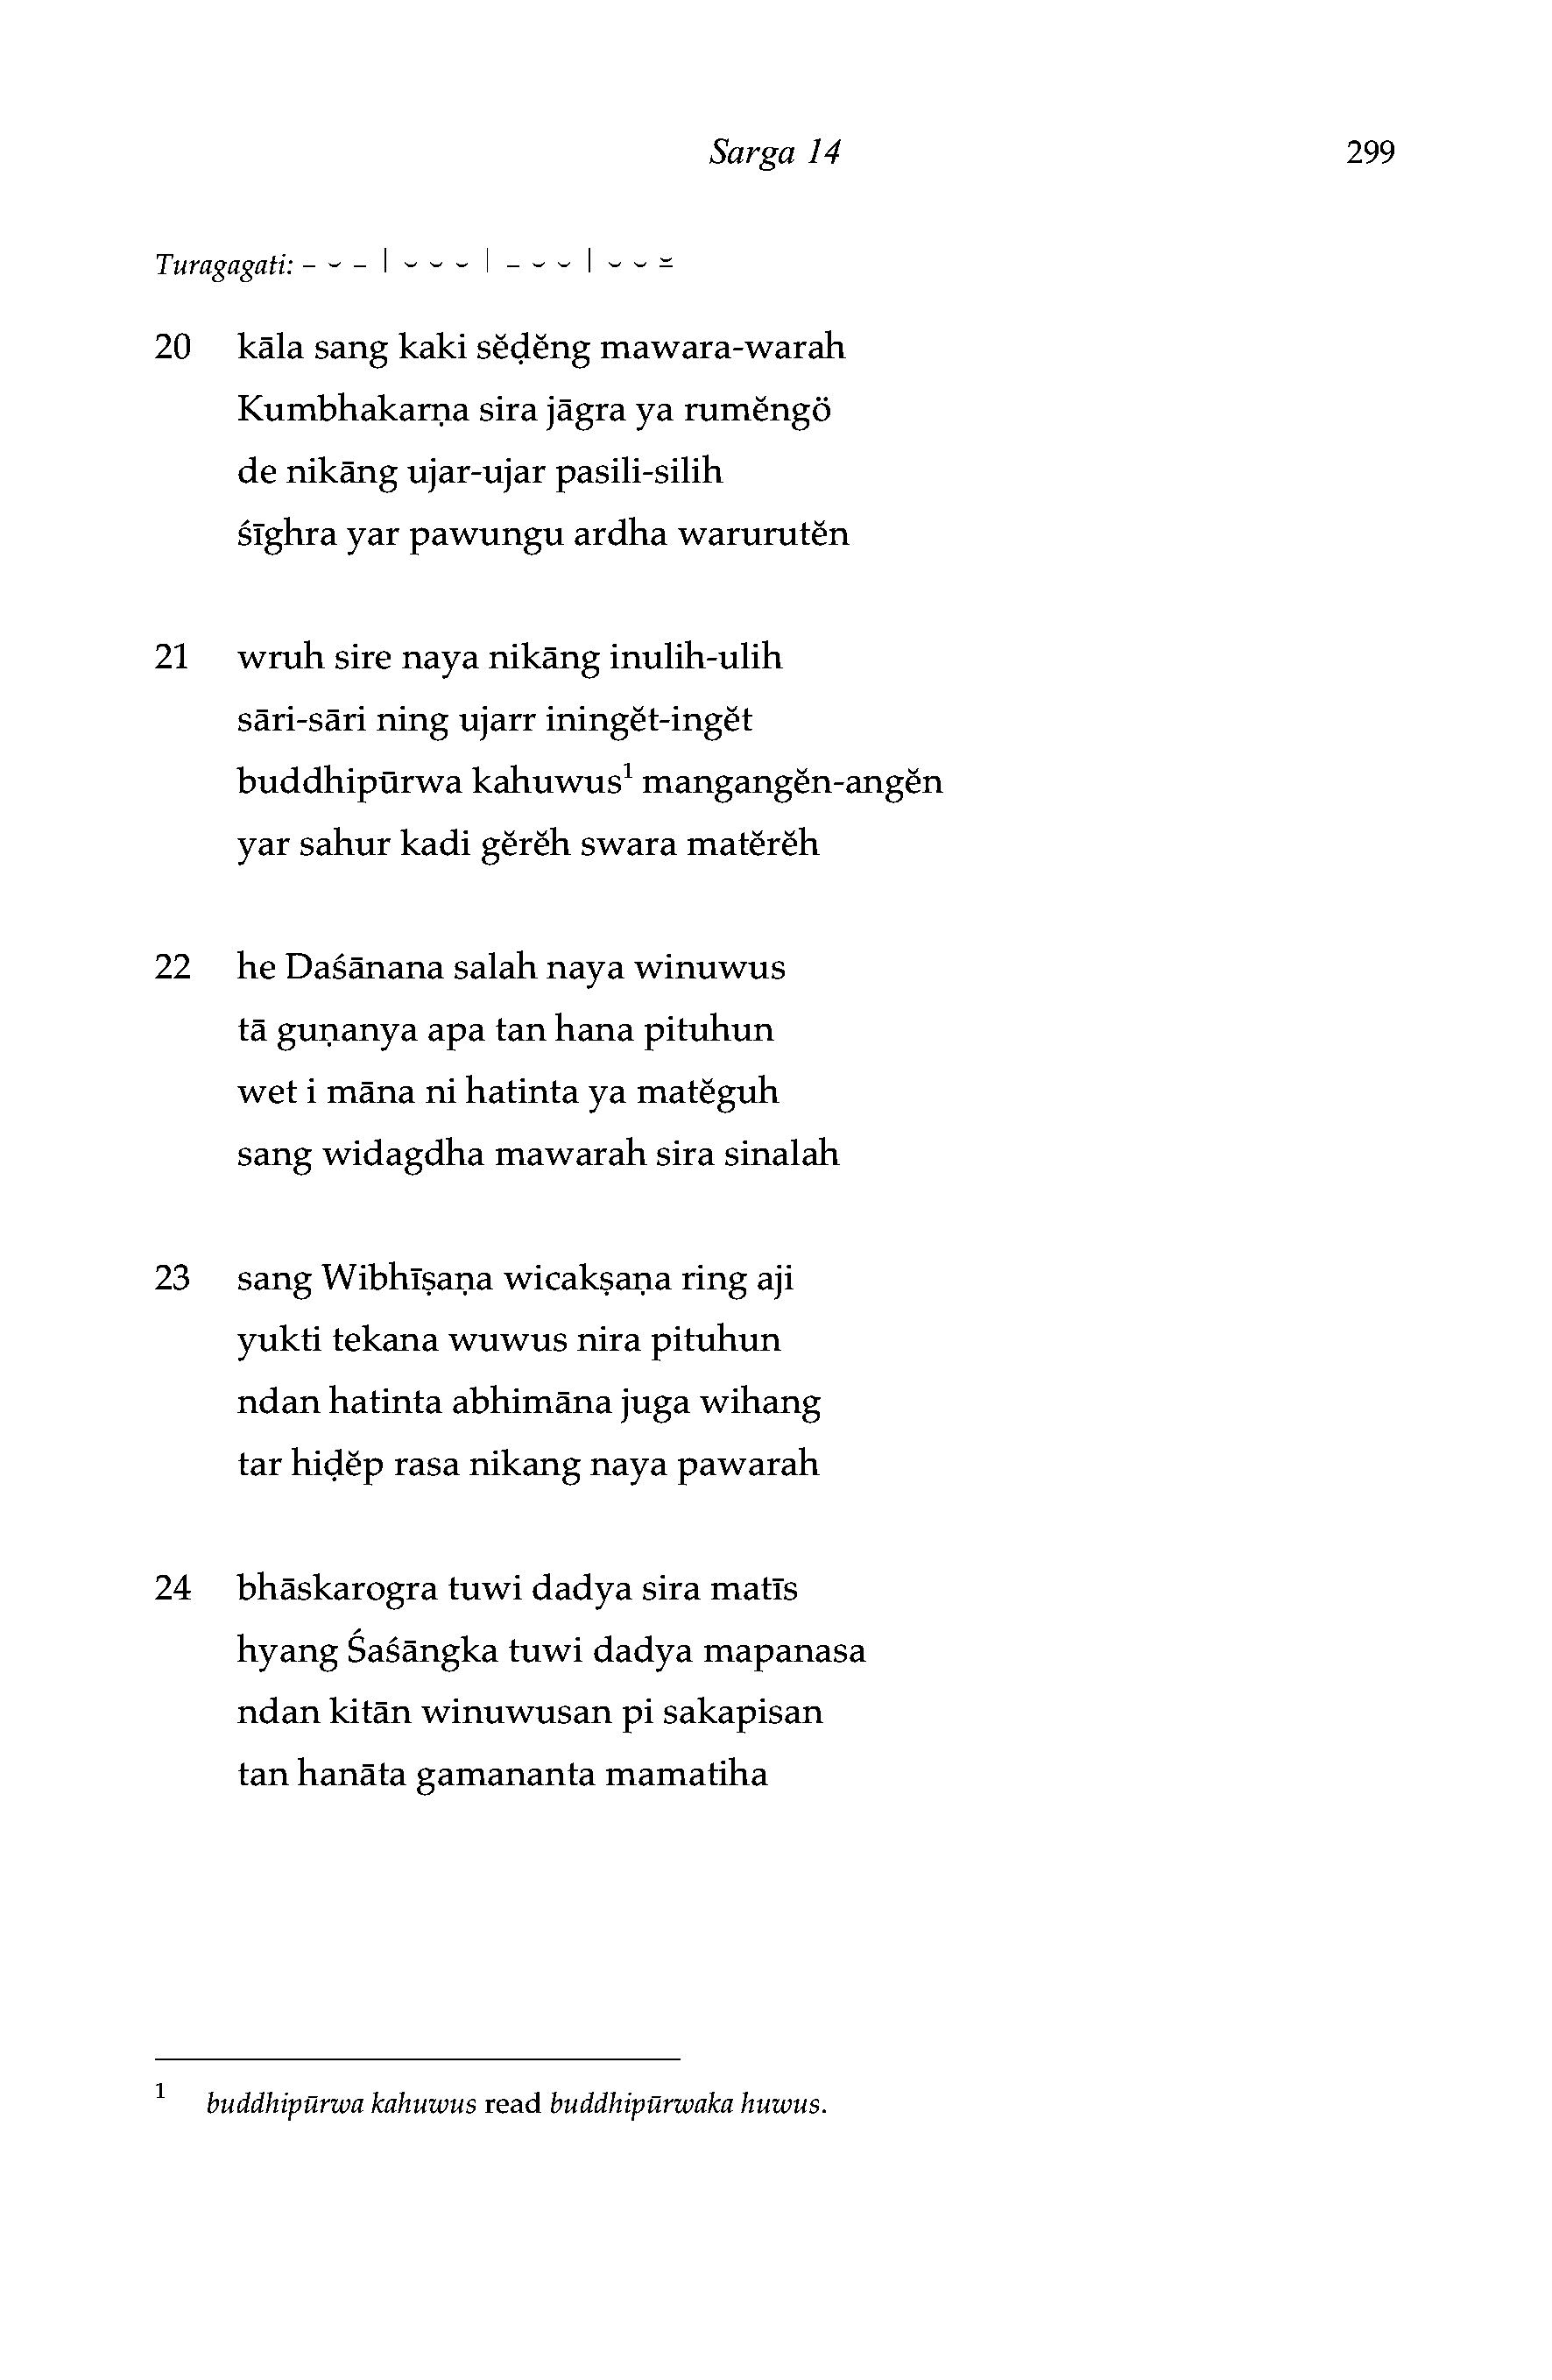 Sarga 14 299
Turagagati: – ⏑ – | ⏑ ⏑ ⏑ | – ⏑ ⏑ | ⏑ ⏑ ⏓
20 kāla sang kaki sĕḍĕng mawara-warah
Kumbhakarṇa sira jāgra ya rumĕngö
de nikāng ujar-ujar pasili-silih
śīghra yar pawungu ardha warurutĕn
21 wruh sire naya nikāng inulih-ulih
sāri-sāri ning ujarr iningĕt-ingĕt
buddhipūrwa kahuwus¹ mangangĕn-angĕn
yar sahur kadi gĕrĕh swara matĕrĕh
22 he Daśānana salah naya winuwus
tā guṇanya apa tan hana pituhun
wet i māna ni hatinta ya matĕguh
sang widagdha mawarah sira sinalah
23 sang Wibhīṣaṇa wicakṣaṇa ring aji
yukti tekana wuwus nira pituhun
ndan hatinta abhimāna juga wihang
tar hiḍĕp rasa nikang naya pawarah
24 bhāskarogra tuwi dadya sira matīs
hyang Śaśāngka tuwi dadya mapanasa
ndan kitān winuwusan pi sakapisan
tan hanāta gamananta mamatiha
1 buddhipūrwa kahuwus read buddhipūrwaka huwus.